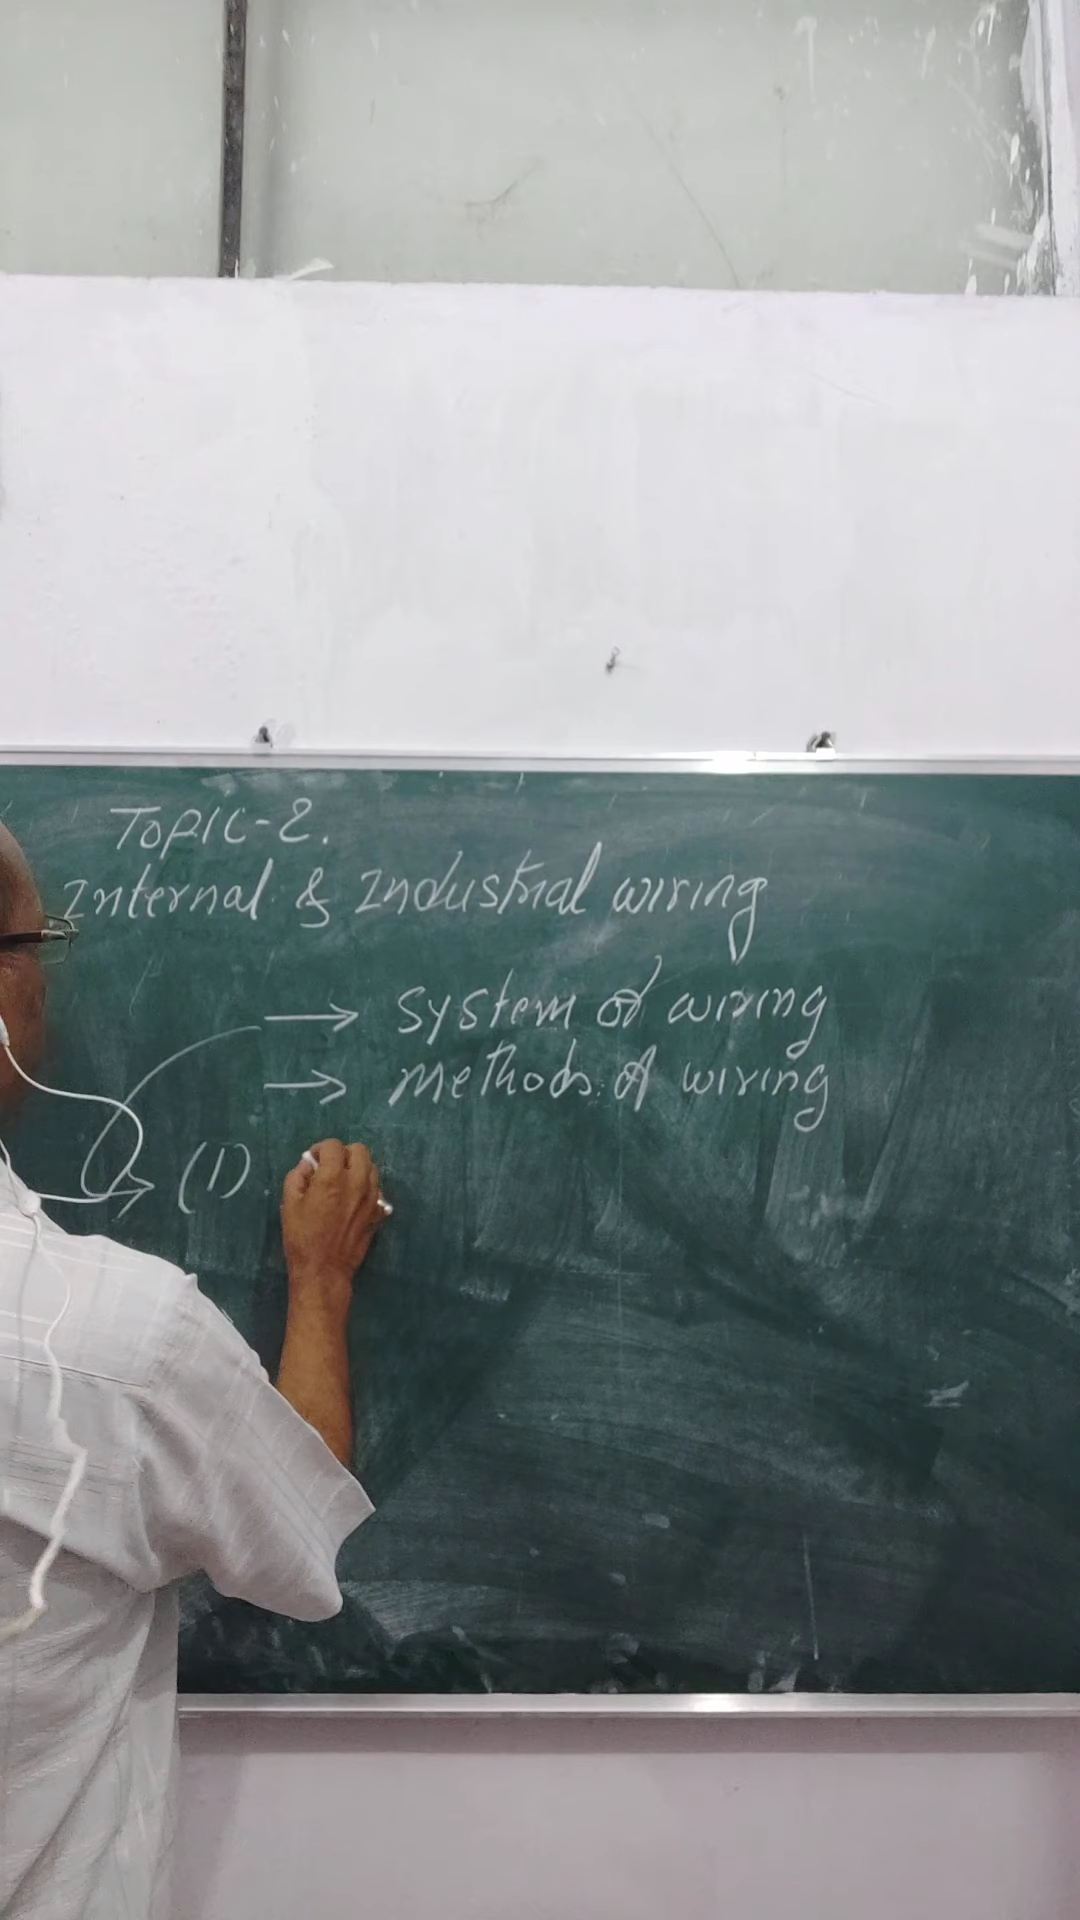 TOPIC-2.
Internal & Industrial wiring
→ system of wiring
→ methods of wiring
(1)